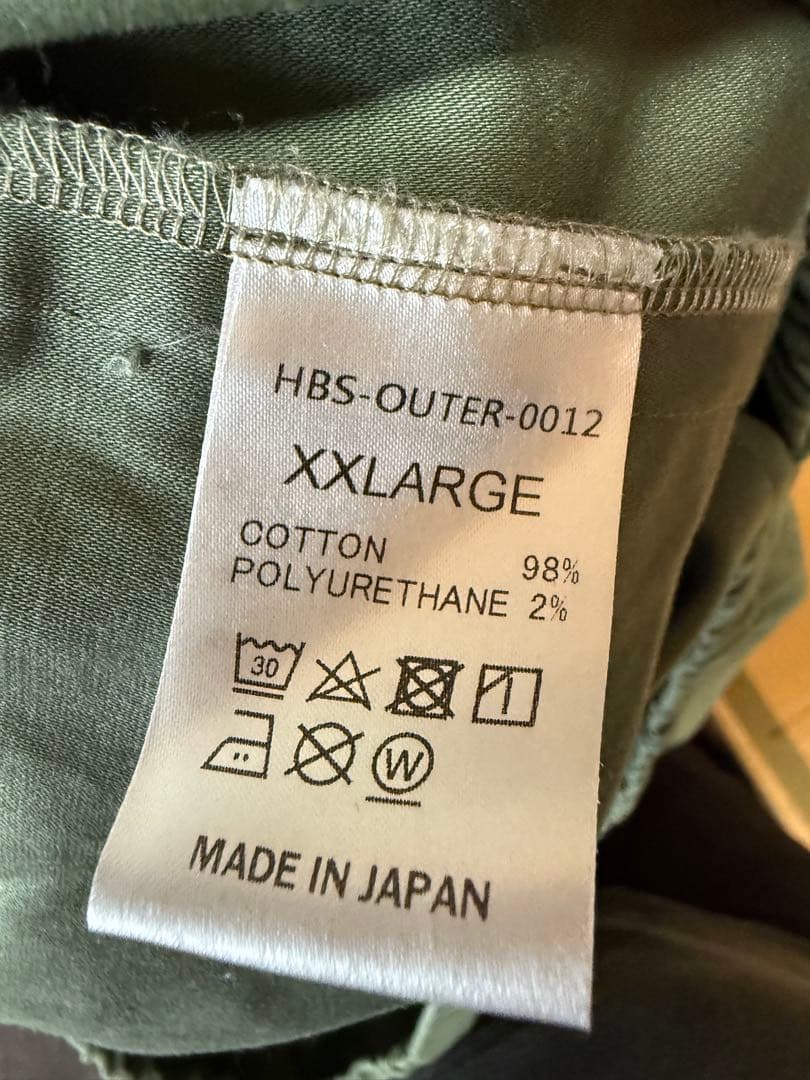 HBS-OUTER-0012
XXLARGE
COTTON 98%
POLYURETHANE 2%
30
W
MADE IN JAPAN